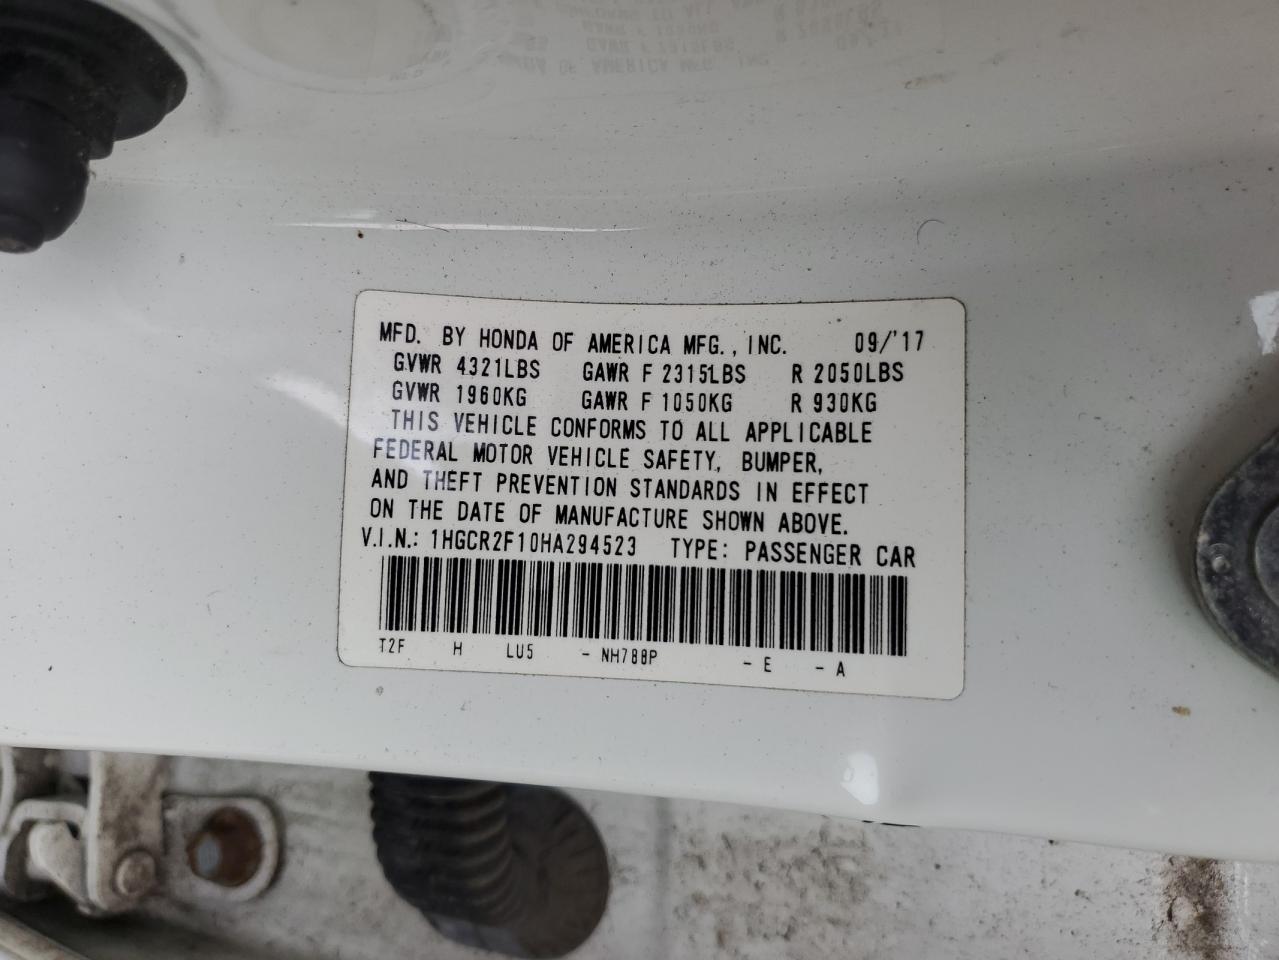 MFD. BY HONDA OF AMERICA MFG., INC. 09/'17
GVWR 4321LBS GAWR F 2315LBS R 2050LBS
GVWR 1960KG GAWR F 1050KG R 930KG
THIS VEHICLE CONFORMS TO ALL APPLICABLE
FEDERAL MOTOR VEHICLE SAFETY, BUMPER,
AND THEFT PREVENTION STANDARDS IN EFFECT
ON THE DATE OF MANUFACTURE SHOWN ABOVE.
V.I.N.: 1HGCR2F10HA294523 TYPE: PASSENGER CAR
T2F H LU5 - NH788P - E - A